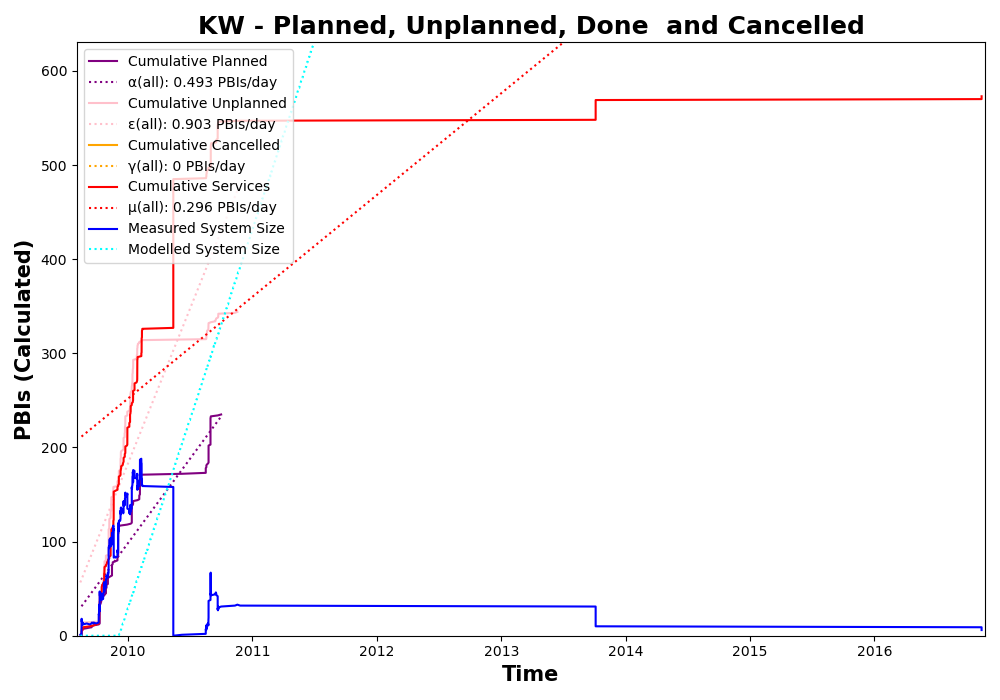 KW - Planned, Unplanned, Done  and Cancelled
PBIs (Calculated)
600
500
400
300
200
100
0
Cumulative Planned
α(all): 0.493 PBIs/day
Cumulative Unplanned
ε(all): 0.903 PBIs/day
Cumulative Cancelled
γ(all): 0 PBIs/day
Cumulative Services
μ(all): 0.296 PBIs/day
Measured System Size
Modelled System Size
2010 2011 2012 2013 2014 2015 2016
Time